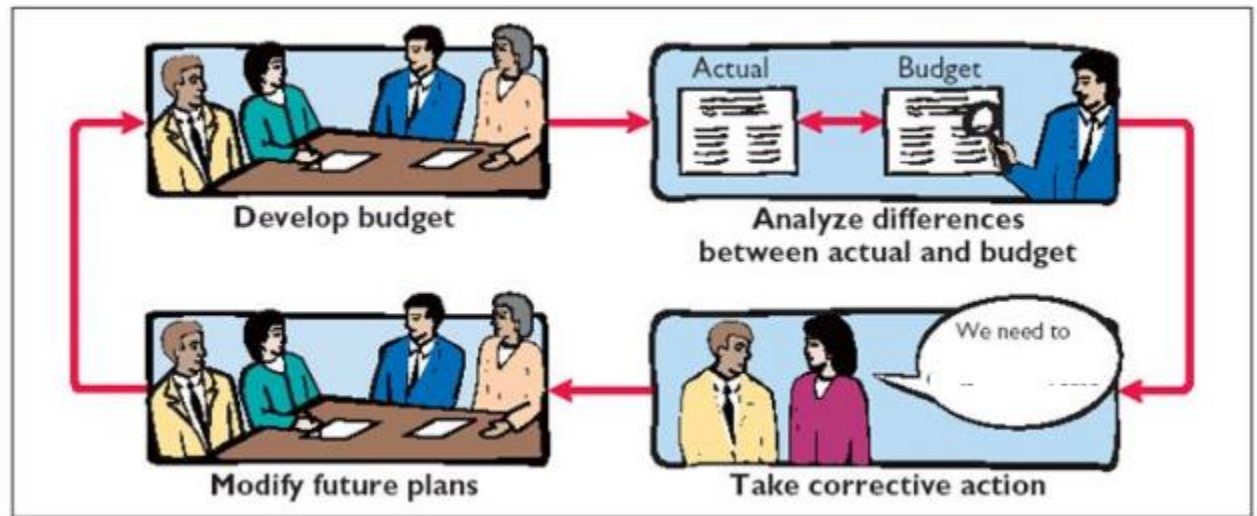 Actual
Budget
Develop budget
Analyze differences
between actual and budget
We need to
Modify future plans
Take corrective action